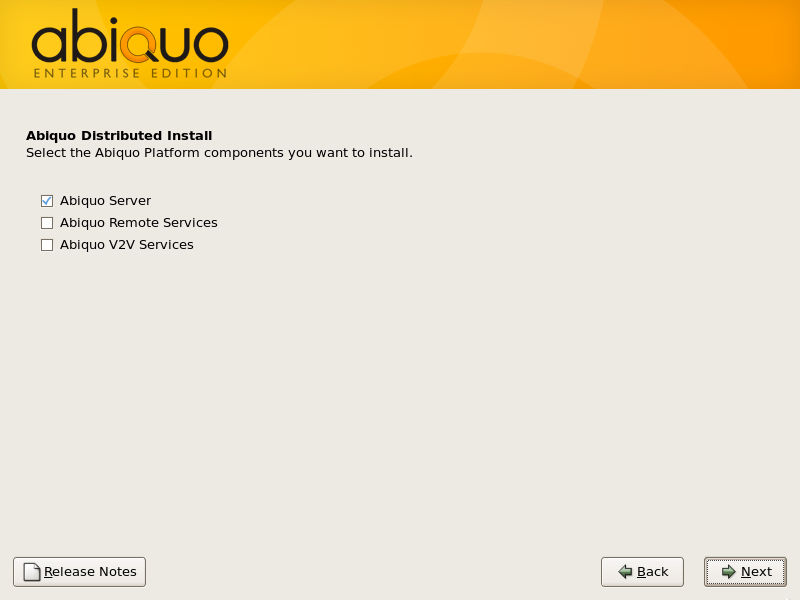 abiquo
ENTERPRISE EDITION
Abiquo Distributed Install
Select the Abiquo Platform components you want to install.
Abiquo Server
Abiquo Remote Services
Abiquo V2V Services
Release Notes
Back
Next